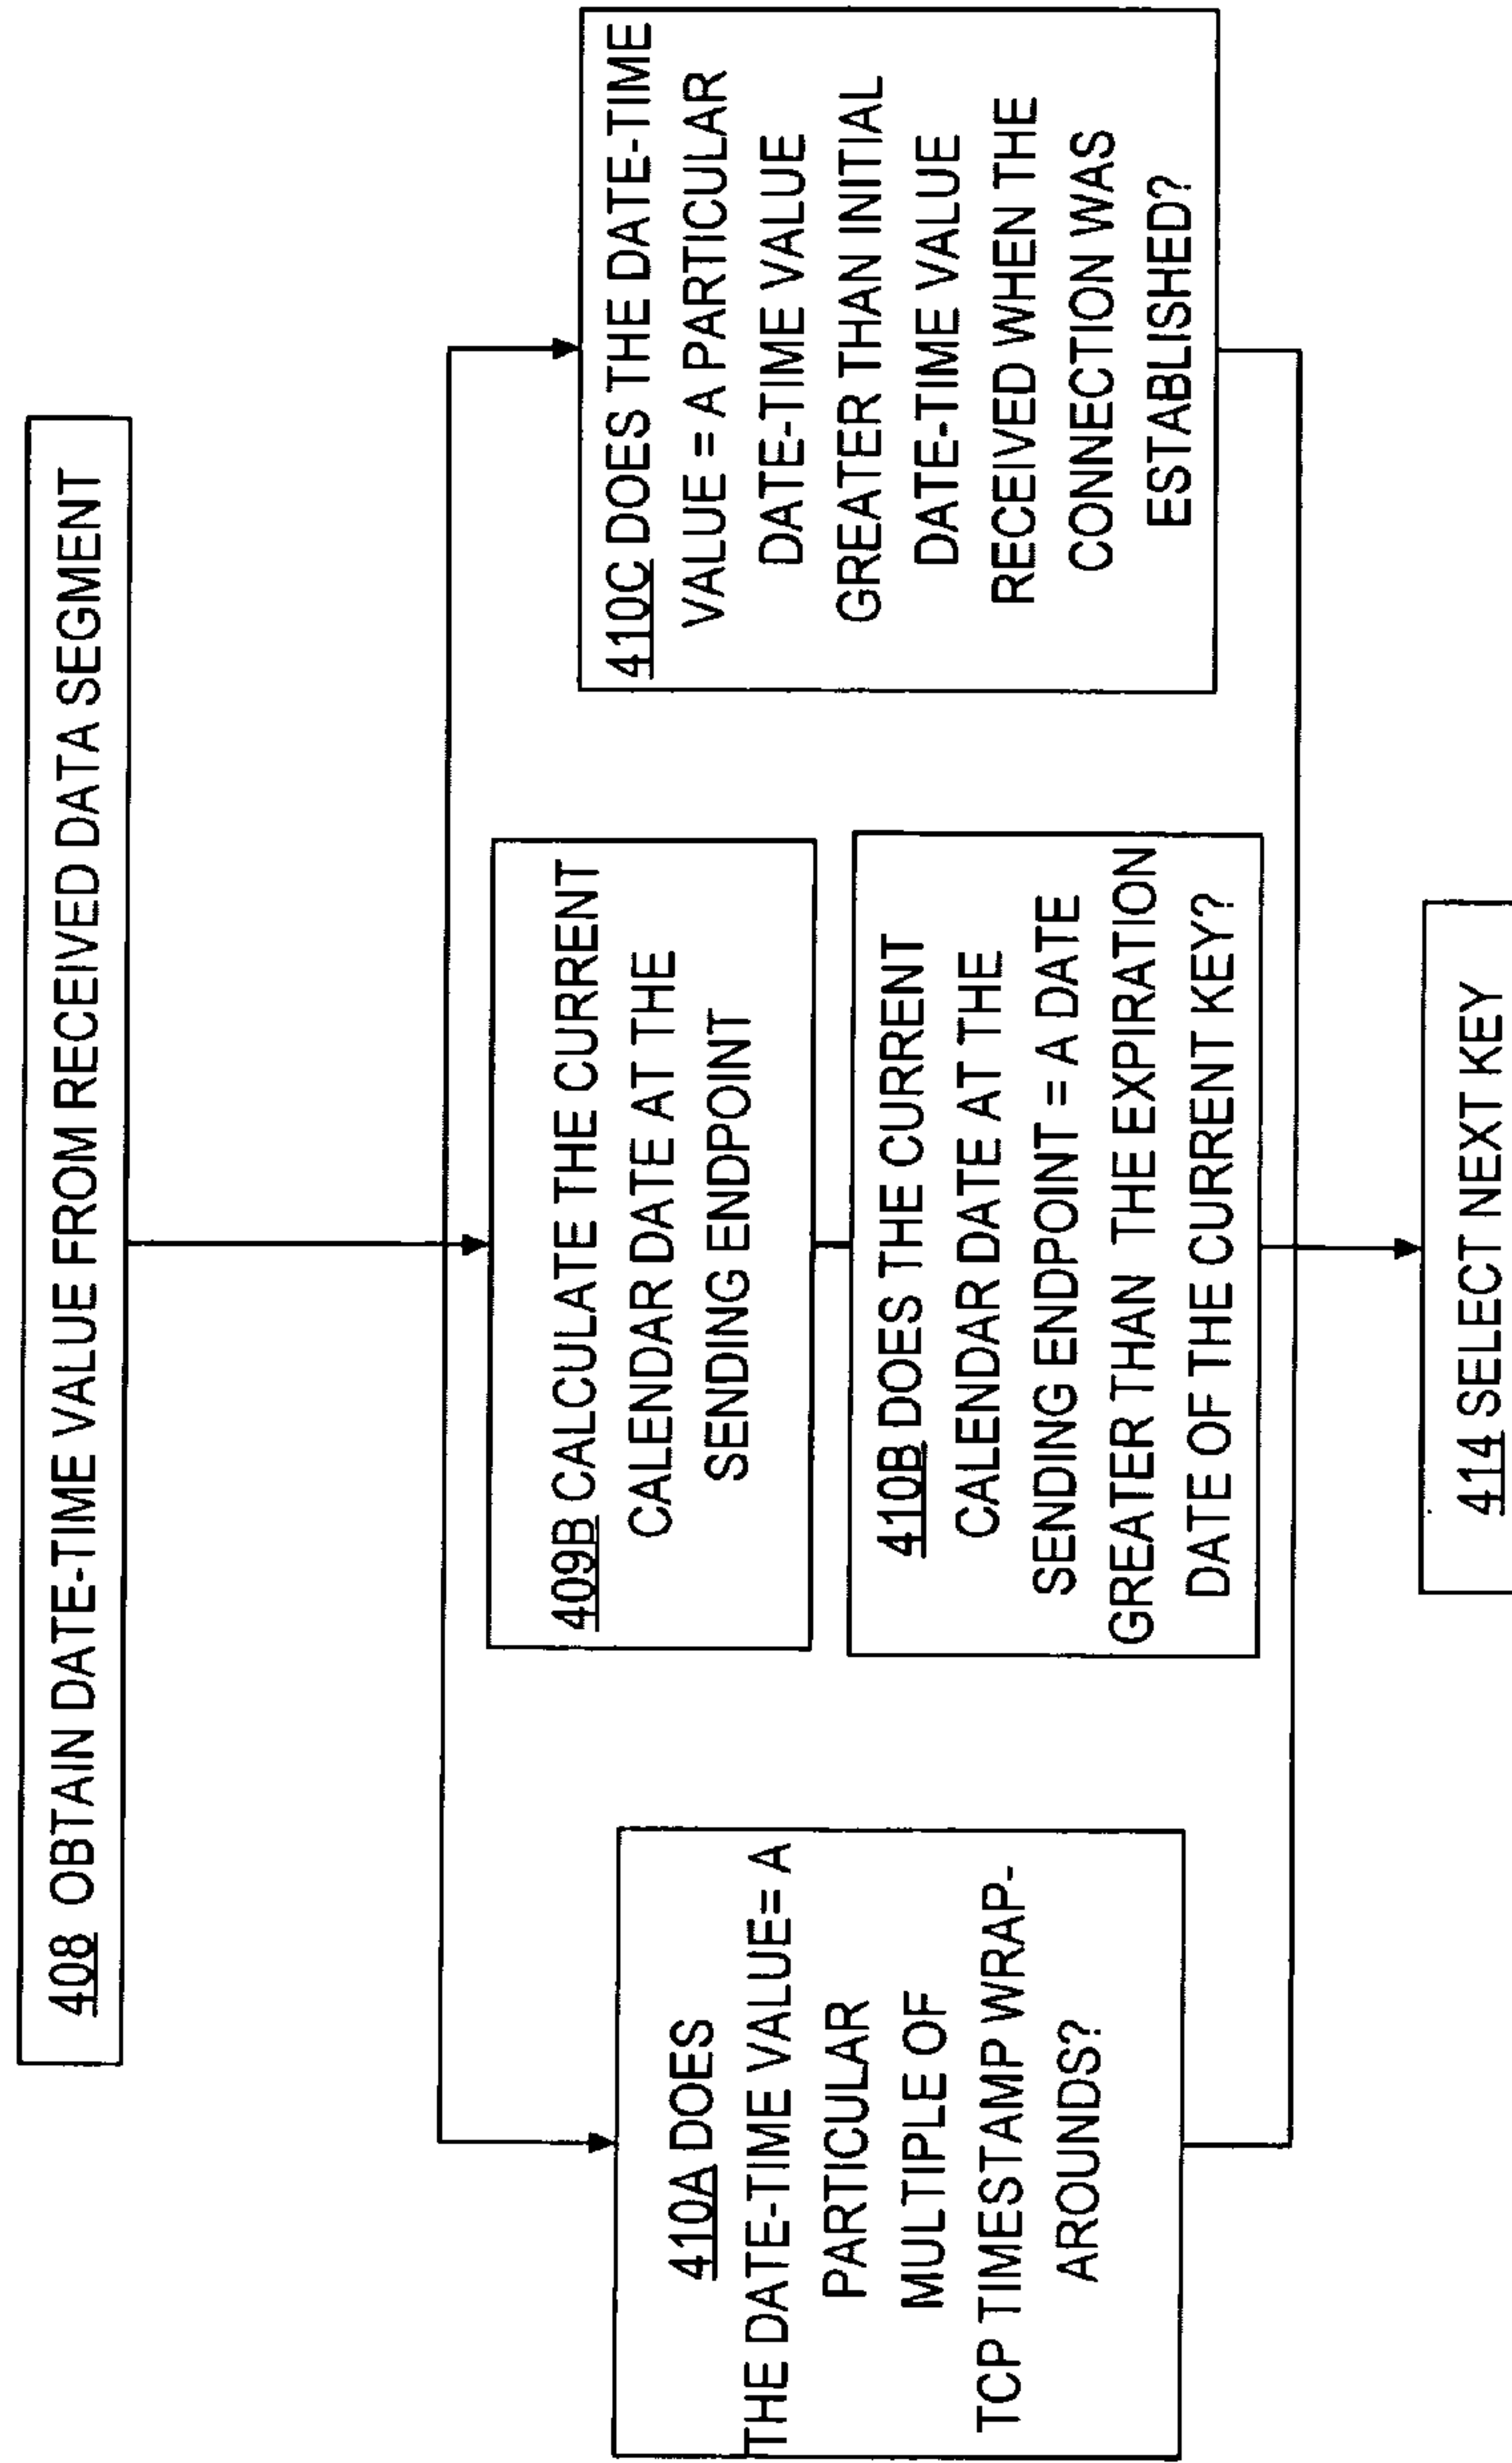 408 OBTAIN DATE-TIME VALUE FROM RECEIVED DATA SEGMENT
410A DOES
THE DATE-TIME VALUE= A
PARTICULAR
MULTIPLE OF
TCP TIMESTAMP WRAP-
AROUNDS?
409B CALCULATE THE CURRENT
CALENDAR DATE AT THE
SENDING ENDPOINT
410B DOES THE CURRENT
CALENDAR DATE AT THE
SENDING ENDPOINT = A DATE
GREATER THAN THE EXPIRATION
DATE OF THE CURRENT KEY?
410C DOES THE DATE-TIME
VALUE = A PARTICULAR
DATE-TIME VALUE
GREATER THAN INITIAL
DATE-TIME VALUE
RECEIVED WHEN THE
CONNECTION WAS
ESTABLISHED?
414 SELECT NEXT KEY